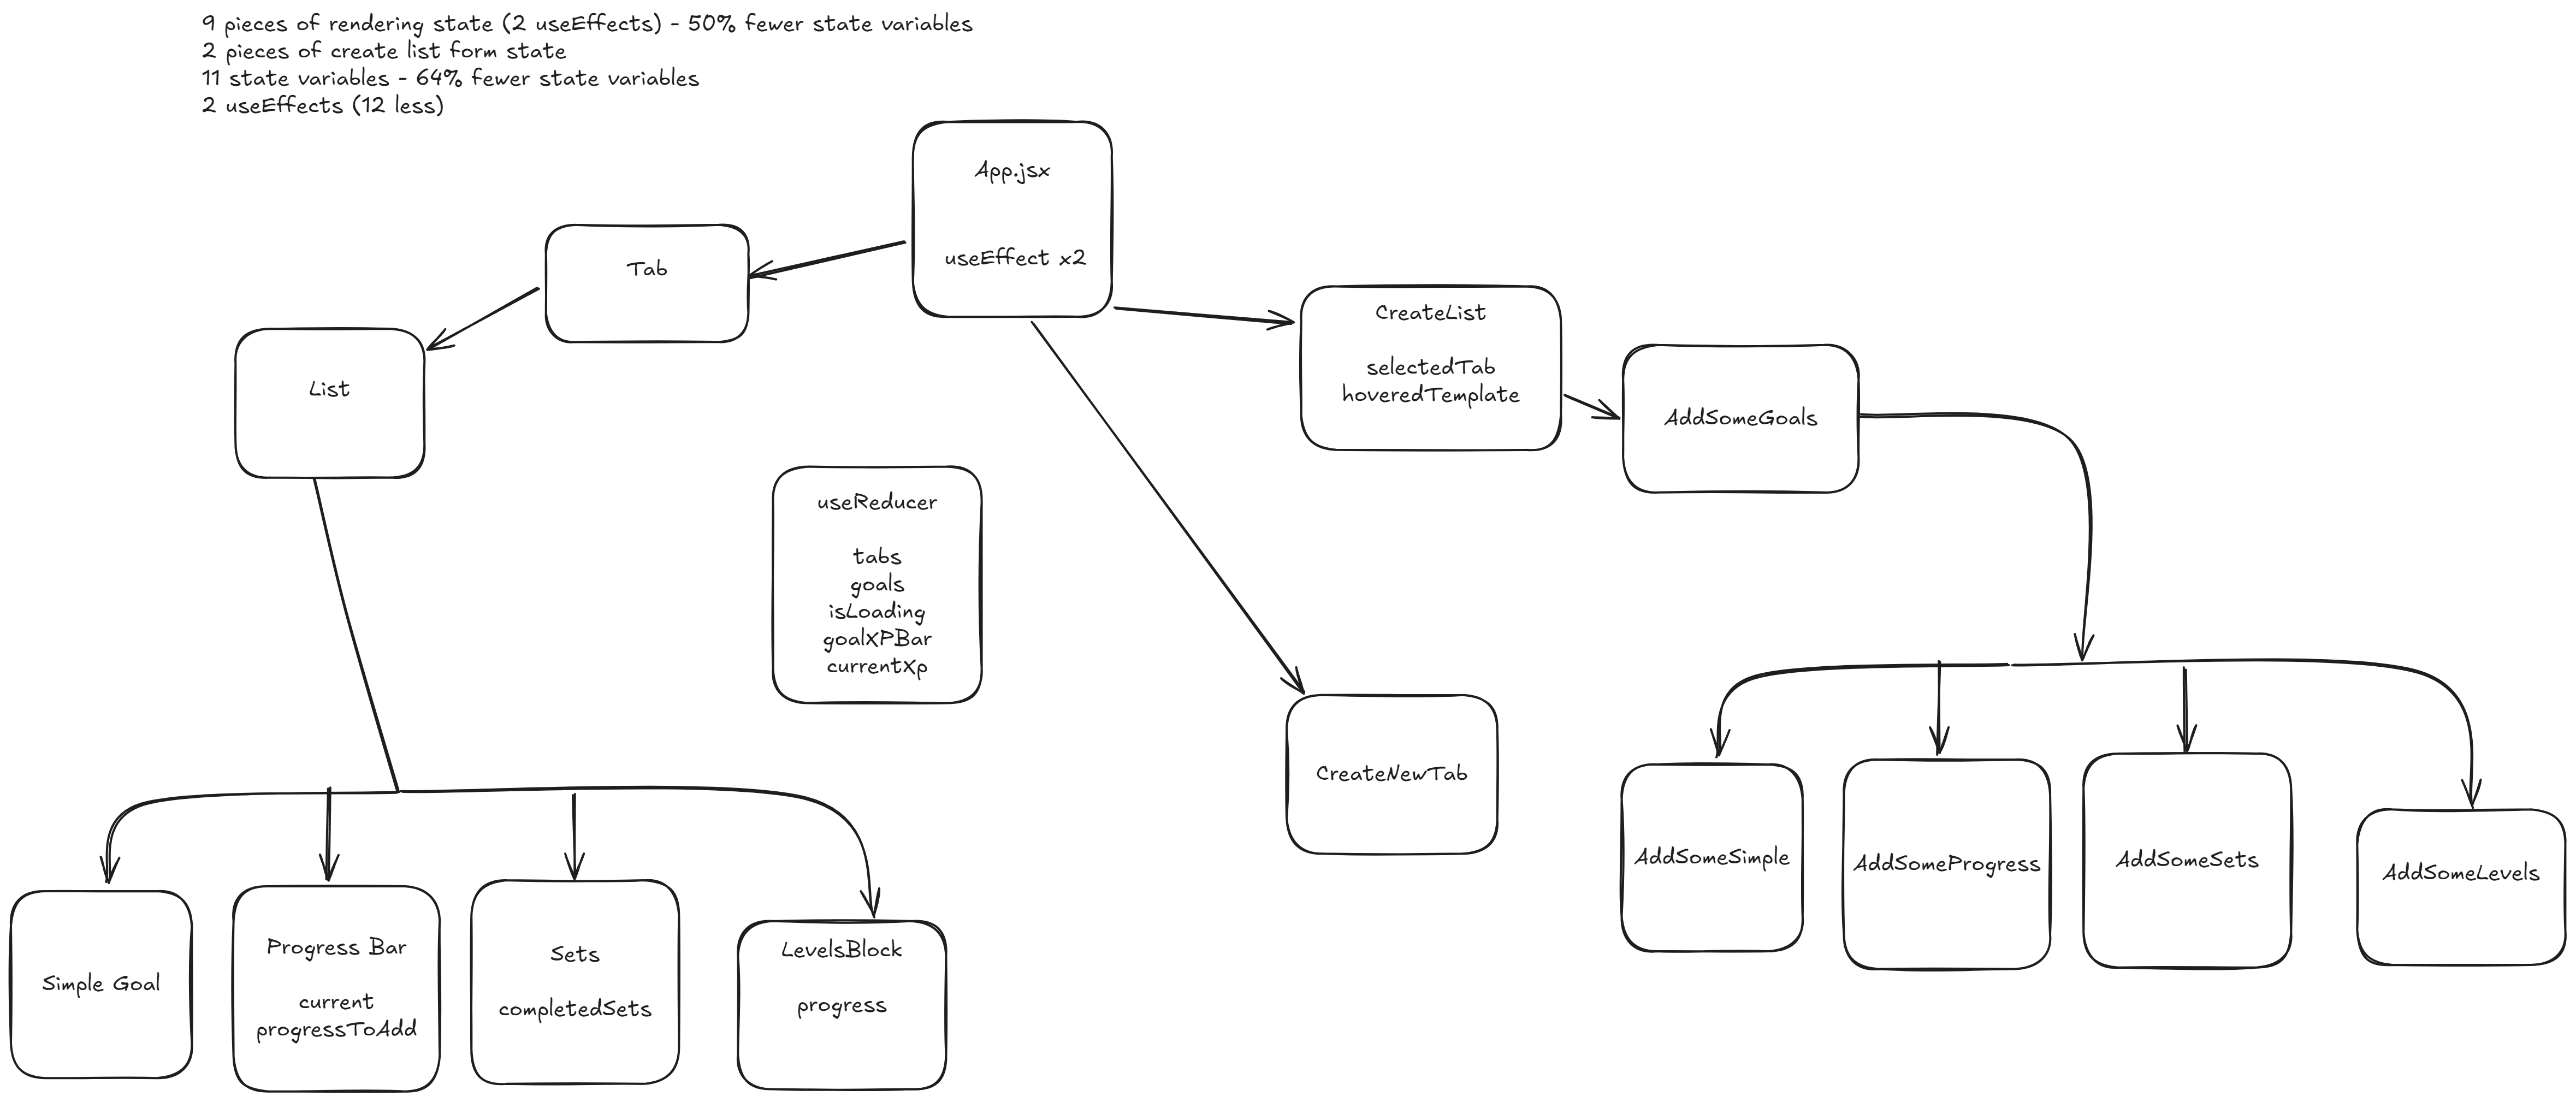 9 pieces of rendering state (2 useEffects) - 50% fewer state variables
2 pieces of create list form state
11 state variables - 64% fewer state variables
2 useEffects (12 less)
App.jsx
useEffect x2
Tab
List
CreateList
selectedTab
hoveredTemplate
AddSomeGoals
useReducer
tabs
goals
isLoading
goalXPBar
currentXp
CreateNewTab
AddSomeSimple
AddSomeProgress
AddSomeSets
AddSomeLevels
Simple Goal
Progress Bar
current
progressToAdd
Sets
completedSets
LevelsBlock
progress